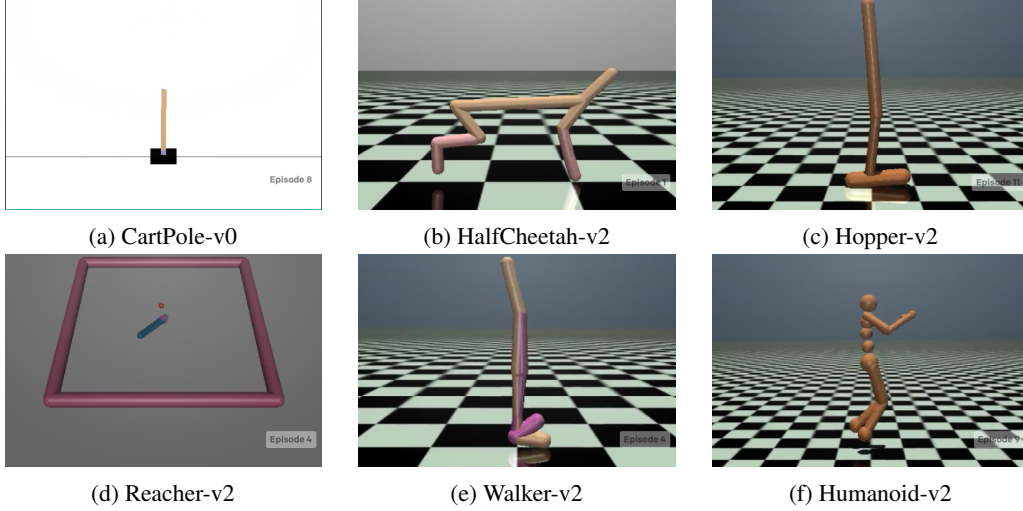 Episode 8
Episode 1
Episode 11
(a) CartPole-v0
(b) HalfCheetah-v2
(c) Hopper-v2
Episode 4
Episode 4
Episode 9
(d) Reacher-v2
(e) Walker-v2
(f) Humanoid-v2